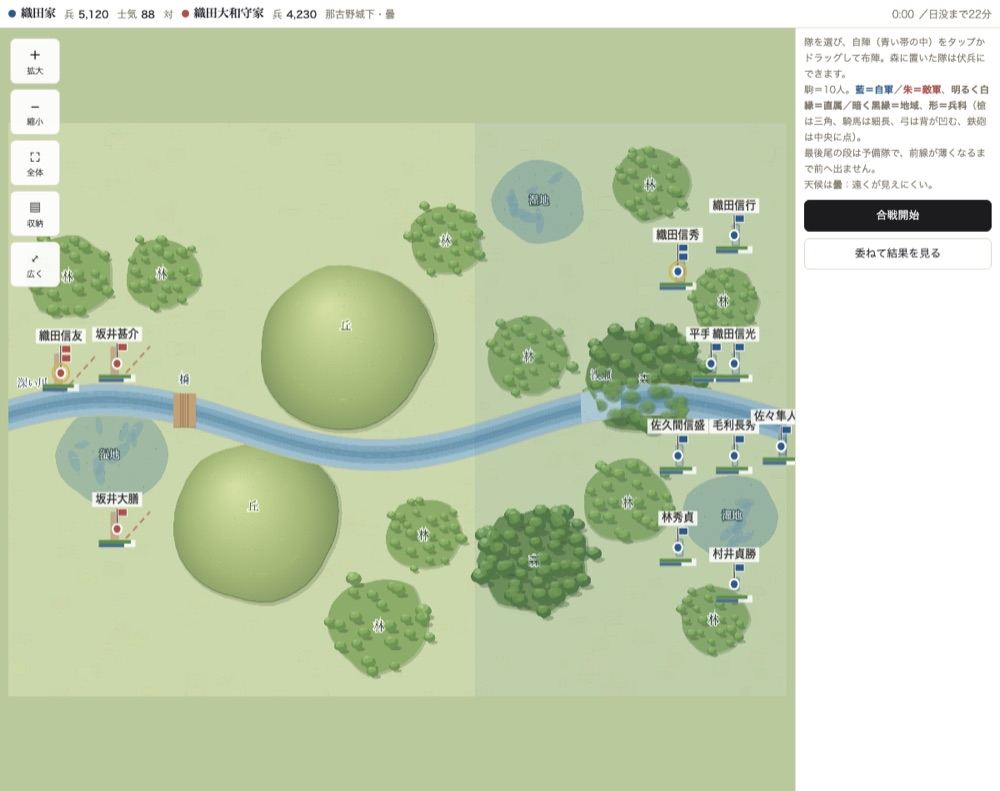 織田家 兵 5,120 士気 88 対 織田大和守家 兵 4,230 那古野城下・曇
0:00 ／日没まで22分
拡大
縮小
全体
収納
広く
隊を選び、自陣（青い帯の中）をタップか
ドラッグして布陣。森に置いた隊は伏兵に
できます。
駒＝10人。藍＝自軍／朱＝敵軍、明るく白
縁＝直属／暗く黒縁＝地域、形＝兵科（槍
は三角、騎馬は細長、弓は背が凹む、鉄砲
は中央に点）。
最後尾の段は予備隊で、前線が薄くなるま
で前へ出ません。
天候は曇：遠くが見えにくい。
合戦開始
委ねて結果を見る
林
湿地
織田信行
織田信秀
林
林
林
林
丘
織田信友
坂井甚介
平手
織田信光
林
浅瀬
森
深い川
橋
佐々隼人
佐久間信盛
毛利長秀
湿地
坂井大膳
丘
林
林秀貞
湿地
林
森
村井貞勝
林
林